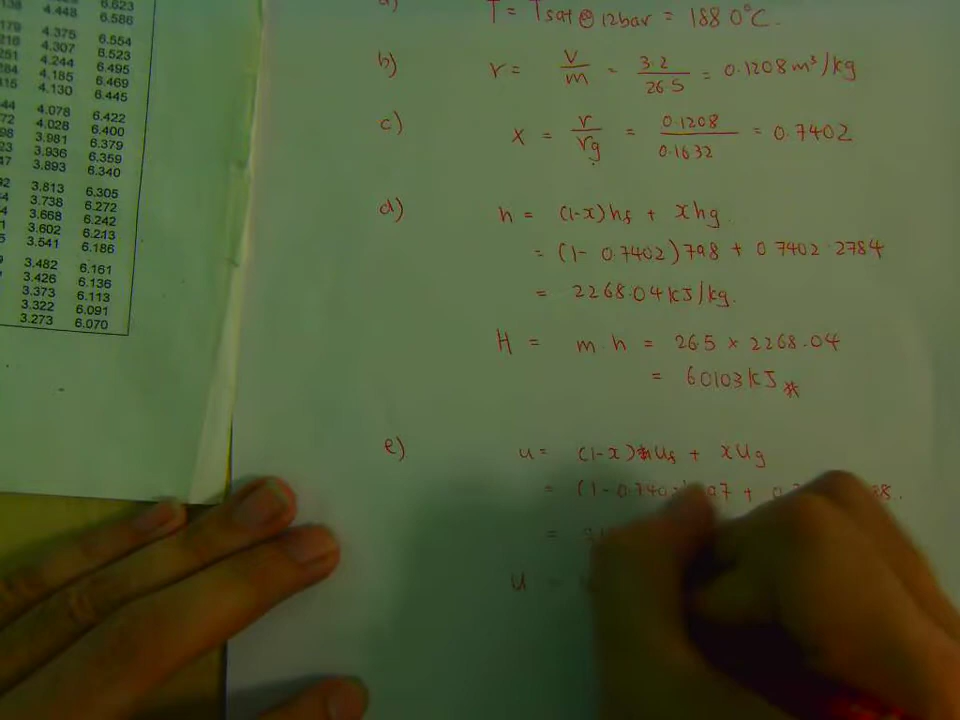 6.623
4.448 6.586
4.375 6.554
4.307 6.523
4.244 6.495
4.185 6.469
4.130 6.445
4.078 6.422
4.028 6.400
3.981 6.379
3.936 6.359
3.893 6.340
3.813 6.305
3.738 6.272
3.668 6.242
3.602 6.213
3.541 6.186
3.482 6.161
3.426 6.136
3.373 6.113
3.322 6.091
3.273 6.070
a) T = Tsat @ 12bar = 188.0°C.
b) v = V/m = 3.2/26.5 = 0.1208 m³/kg
c) x = v/vg = 0.1208/0.1632 = 0.7402
d) h = (1-x)hf + xhg.
= (1- 0.7402)798 + 0.7402·2784
= 2268.04 kJ/kg.
H = m·h = 26.5 × 2268.04
= 60103 kJ *
e) u = (1-x) Uf + xUg
= (1-0.740 +
=
U =